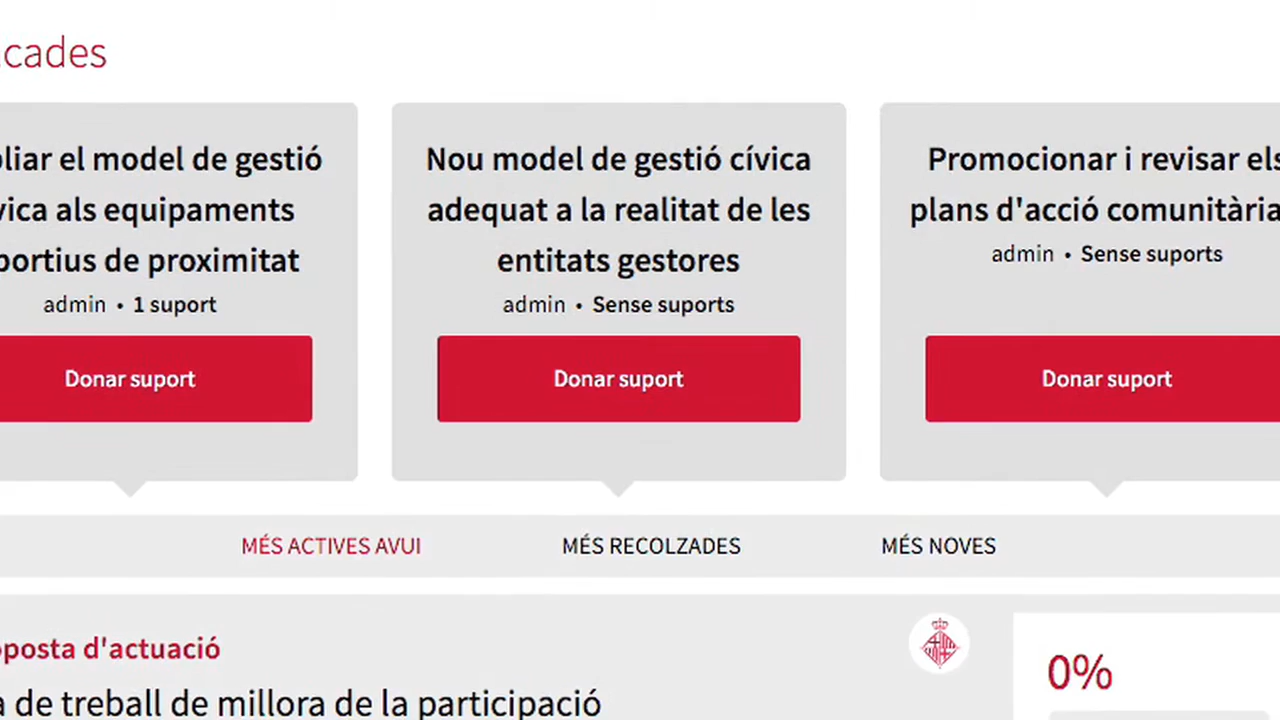 cades
liar el model de gestió
vica als equipaments
portius de proximitat
admin • 1 suport
Donar suport
Nou model de gestió cívica
adequat a la realitat de les
entitats gestores
admin • Sense suports
Donar suport
Promocionar i revisar els
plans d'acció comunitària
admin • Sense suports
Donar suport
MÉS ACTIVES AVUI
MÉS RECOLZADES
MÉS NOVES
posta d'actuació
a de treball de millora de la participació
0%